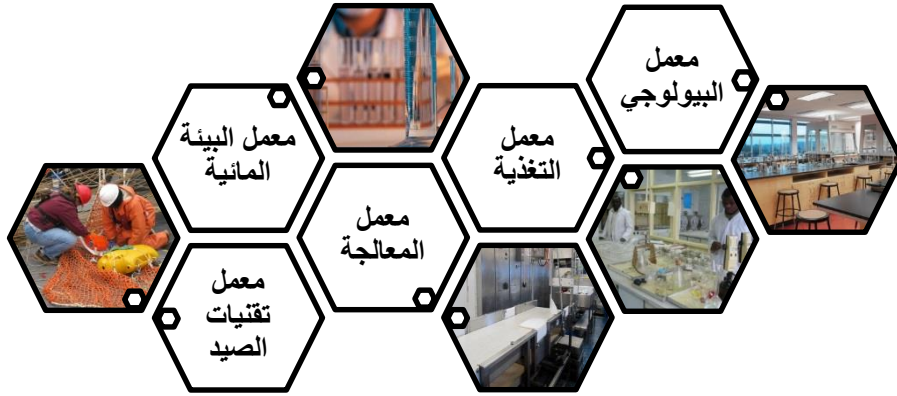 معمل
البيولوجي
معمل
التغذية
معمل البيئة
المائية
معمل
المعالجة
معمل
تقنيات
الصيد